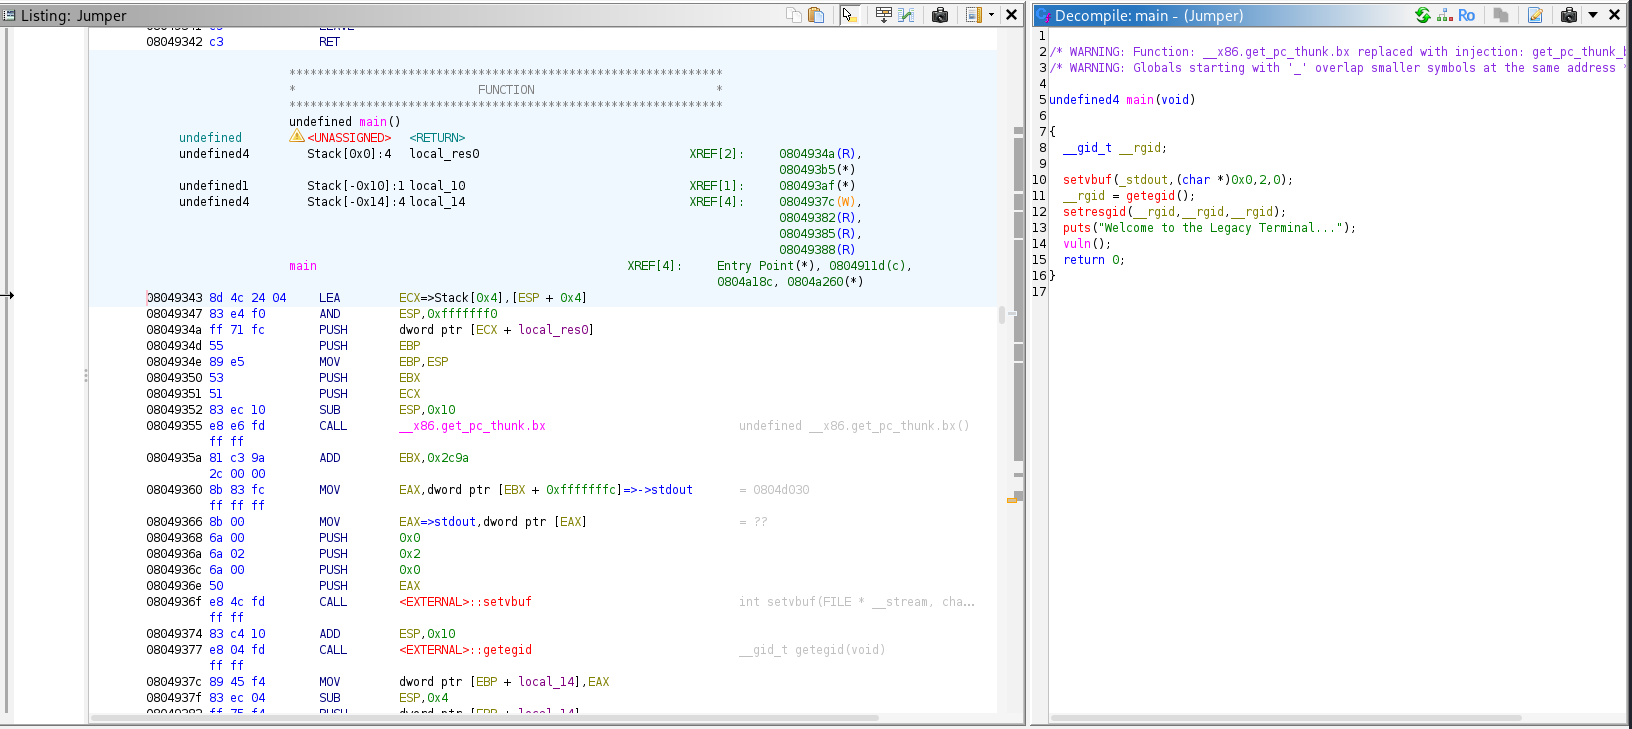 Listing: Jumper
08049342 c3 RET
************************************************************
* FUNCTION *
************************************************************
undefined main()
undefined <UNASSIGNED> <RETURN>
undefined4 Stack[0x0]:4 local_res0 XREF[2]: 0804934a(R),
080493b5(*)
undefined1 Stack[-0x10]:1 local_10 XREF[1]: 080493af(*)
undefined4 Stack[-0x14]:4 local_14 XREF[4]: 0804937c(W),
08049382(R),
08049385(R),
08049388(R)
main XREF[4]: Entry Point(*), 0804911d(c),
0804a18c, 0804a260(*)
08049343 8d 4c 24 04 LEA ECX=>Stack[0x4],[ESP + 0x4]
08049347 83 e4 f0 AND ESP,0xfffffff0
0804934a ff 71 fc PUSH dword ptr [ECX + local_res0]
0804934d 55 PUSH EBP
0804934e 89 e5 MOV EBP,ESP
08049350 53 PUSH EBX
08049351 51 PUSH ECX
08049352 83 ec 10 SUB ESP,0x10
08049355 e8 e6 fd CALL __x86.get_pc_thunk.bx undefined __x86.get_pc_thunk.bx()
ff ff
0804935a 81 c3 9a ADD EBX,0x2c9a
2c 00 00
08049360 8b 83 fc MOV EAX,dword ptr [EBX + 0xfffffffc]=>->stdout = 0804d030
ff ff ff
08049366 8b 00 MOV EAX=>stdout,dword ptr [EAX] = ??
08049368 6a 00 PUSH 0x0
0804936a 6a 02 PUSH 0x2
0804936c 6a 00 PUSH 0x0
0804936e 50 PUSH EAX
0804936f e8 4c fd CALL <EXTERNAL>::setvbuf int setvbuf(FILE * __stream, cha...
ff ff
08049374 83 c4 10 ADD ESP,0x10
08049377 e8 04 fd CALL <EXTERNAL>::getegid __gid_t getegid(void)
ff ff
0804937c 89 45 f4 MOV dword ptr [EBP + local_14],EAX
0804937f 83 ec 04 SUB ESP,0x4
Decompile: main - (Jumper)
Ro
1
2 /* WARNING: Function: __x86.get_pc_thunk.bx replaced with injection: get_pc_thunk_b
3 /* WARNING: Globals starting with '_' overlap smaller symbols at the same address *
4
5 undefined4 main(void)
6
7 {
8 __gid_t __rgid;
9
10 setvbuf(_stdout,(char *)0x0,2,0);
11 __rgid = getegid();
12 setresgid(__rgid,__rgid,__rgid);
13 puts("Welcome to the Legacy Terminal...");
14 vuln();
15 return 0;
16 }
17